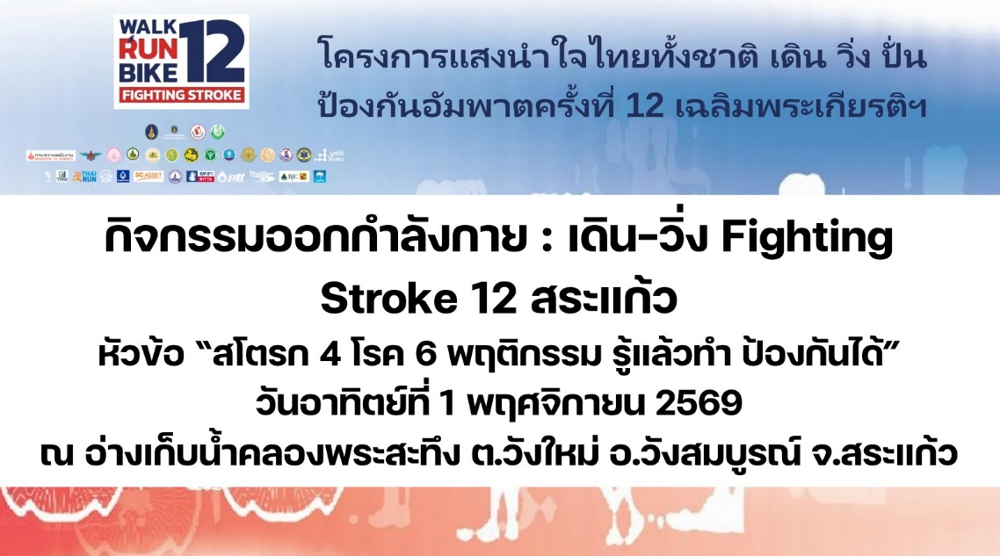 WALK
RUN
BIKE
12
FIGHTING STROKE
โครงการแสงนำใจไทยทั้งชาติ เดิน วิ่ง ปั่น
ป้องกันอัมพาตครั้งที่ 12 เฉลิมพระเกียรติฯ
THAI RUN
SC ASSET
RITTA
ptt
BJC
กิจกรรมออกกำลังกาย : เดิน-วิ่ง Fighting
Stroke 12 สระแก้ว
หัวข้อ “สโตรก 4 โรค 6 พฤติกรรม รู้แล้วทำ ป้องกันได้”
วันอาทิตย์ที่ 1 พฤศจิกายน 2569
ณ อ่างเก็บน้ำคลองพระสะทึง ต.วังใหม่ อ.วังสมบูรณ์ จ.สระแก้ว